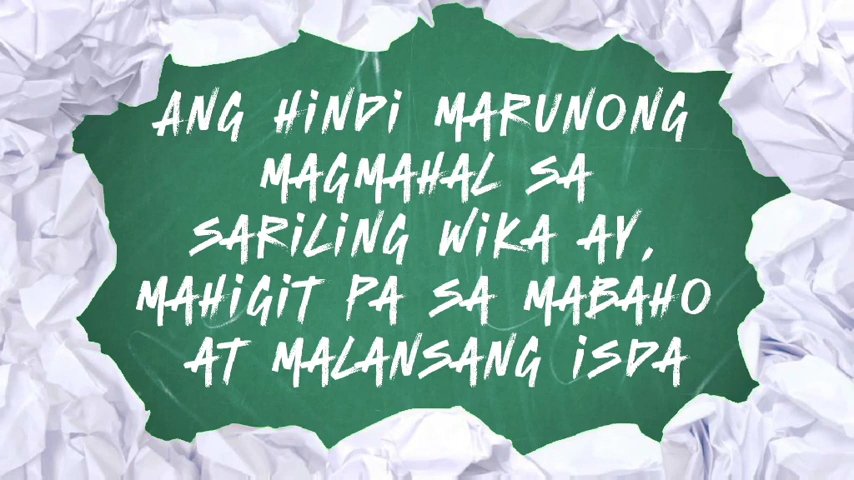 ANG HINDI MARUNONG
MAGMAHAL SA
SARILING WIKA AY,
MAHIGIT PA SA MABAHO
AT MALANSANG ISDA